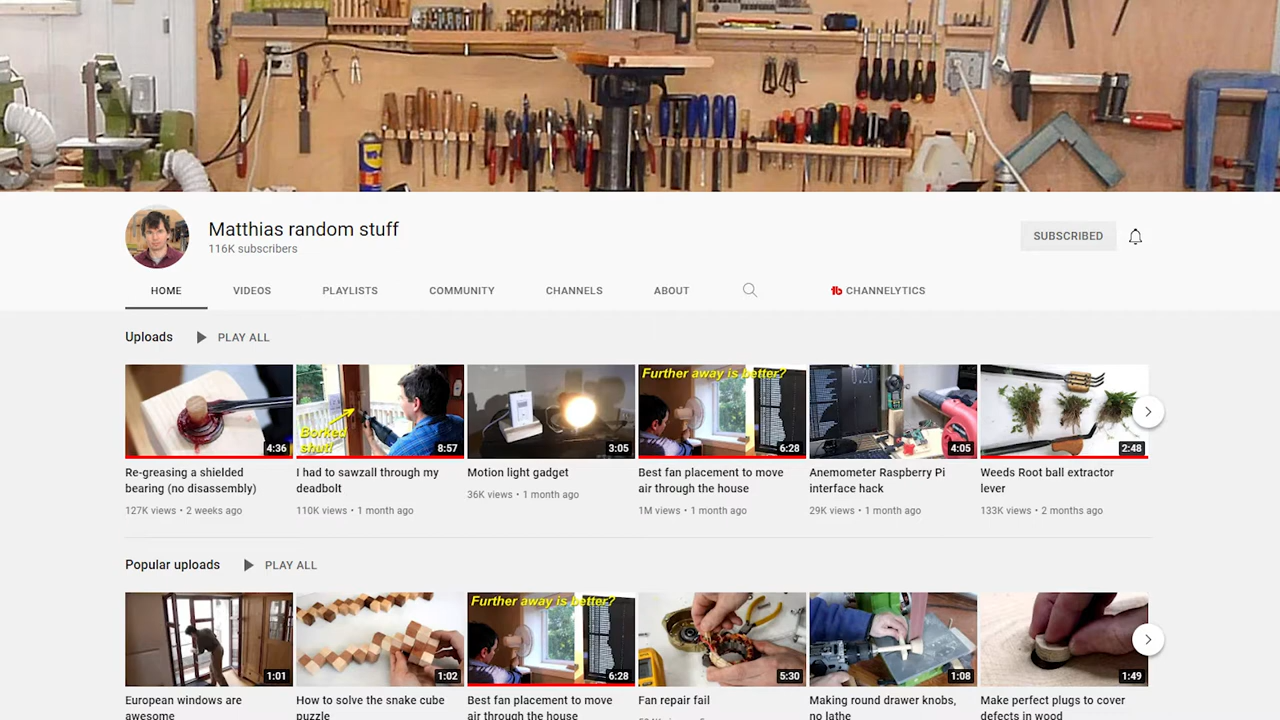 Matthias random stuff
116K subscribers
SUBSCRIBED
HOME
VIDEOS
PLAYLISTS
COMMUNITY
CHANNELS
ABOUT
CHANNELYTICS
Uploads
PLAY ALL
Borked shut!
Further away is better?
4:36
8:57
3:05
6:28
4:05
2:48
Re-greasing a shielded bearing (no disassembly)
127K views • 2 weeks ago
I had to sawzall through my deadbolt
110K views • 1 month ago
Motion light gadget
36K views • 1 month ago
Best fan placement to move air through the house
1M views • 1 month ago
Anemometer Raspberry Pi interface hack
29K views • 1 month ago
Weeds Root ball extractor lever
133K views • 2 months ago
Popular uploads
PLAY ALL
Further away is better?
1:01
1:02
6:28
5:30
1:08
1:49
European windows are awesome
How to solve the snake cube puzzle
Best fan placement to move air through the house
Fan repair fail
Making round drawer knobs, no lathe
Make perfect plugs to cover defects in wood